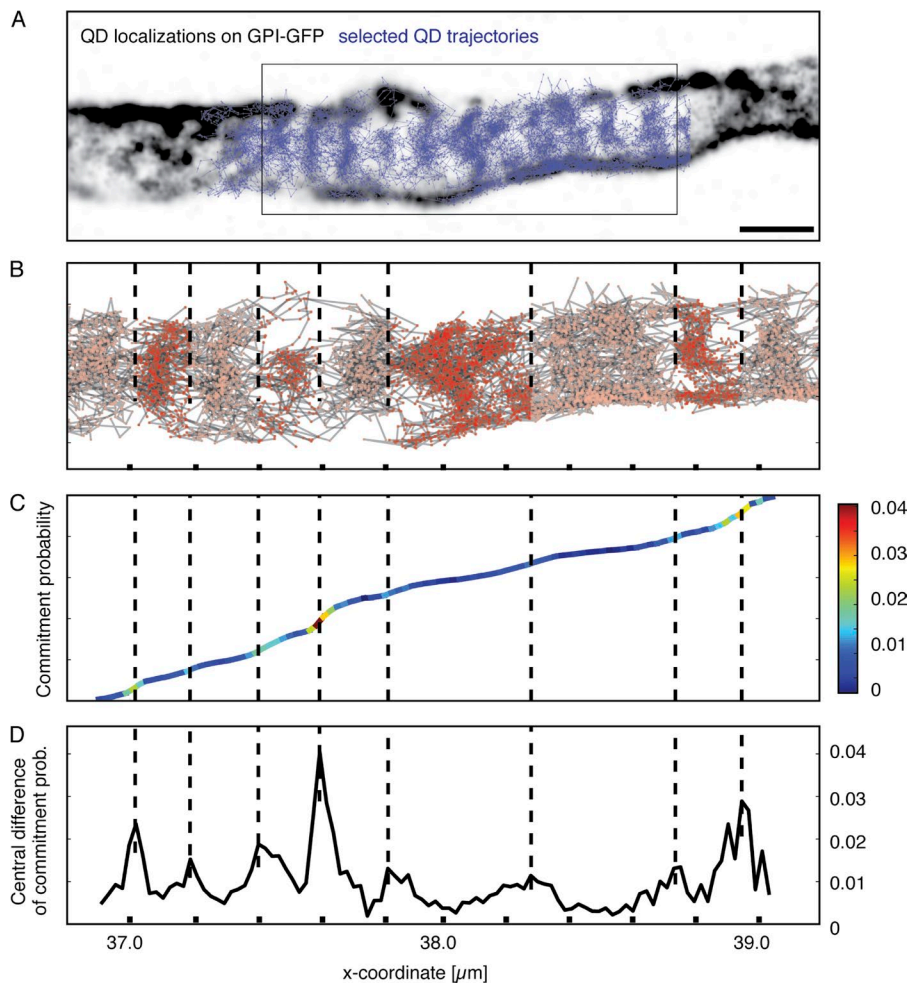 A
QD localizations on GPI-GFP selected QD trajectories
B
C
Commitment probability
0.04
0.03
0.02
0.01
0
D
Central difference
of commitment prob.
0.04
0.03
0.02
0.01
0
37.0 38.0 39.0
x-coordinate [μm]